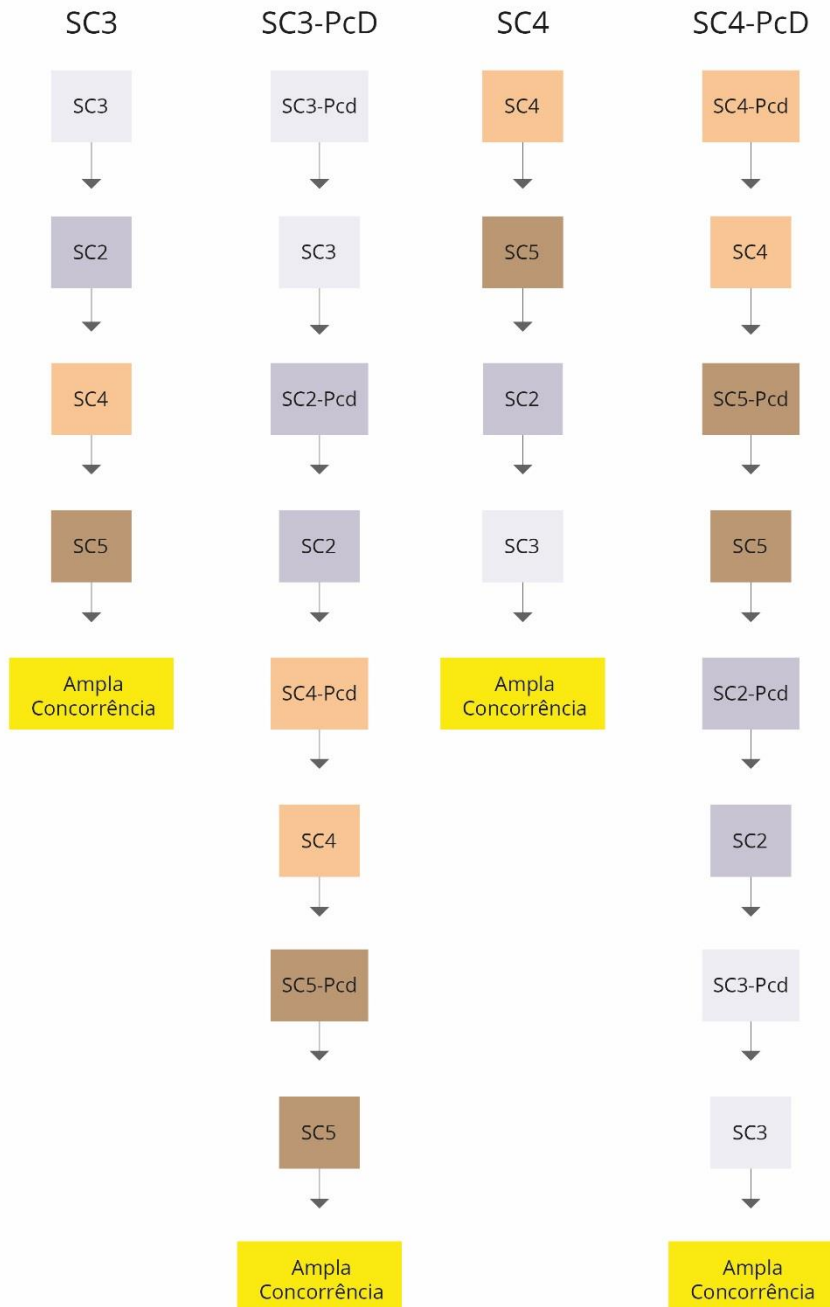 SC3
SC3
SC2
SC4
SC5
Ampla
Concorrência
SC3-PcD
SC3-Pcd
SC3
SC2-Pcd
SC2
SC4-Pcd
SC4
SC5-Pcd
SC5
Ampla
Concorrência
SC4
SC4
SC5
SC2
SC3
Ampla
Concorrência
SC4-PcD
SC4-Pcd
SC4
SC5-Pcd
SC5
SC2-Pcd
SC2
SC3-Pcd
SC3
Ampla
Concorrência